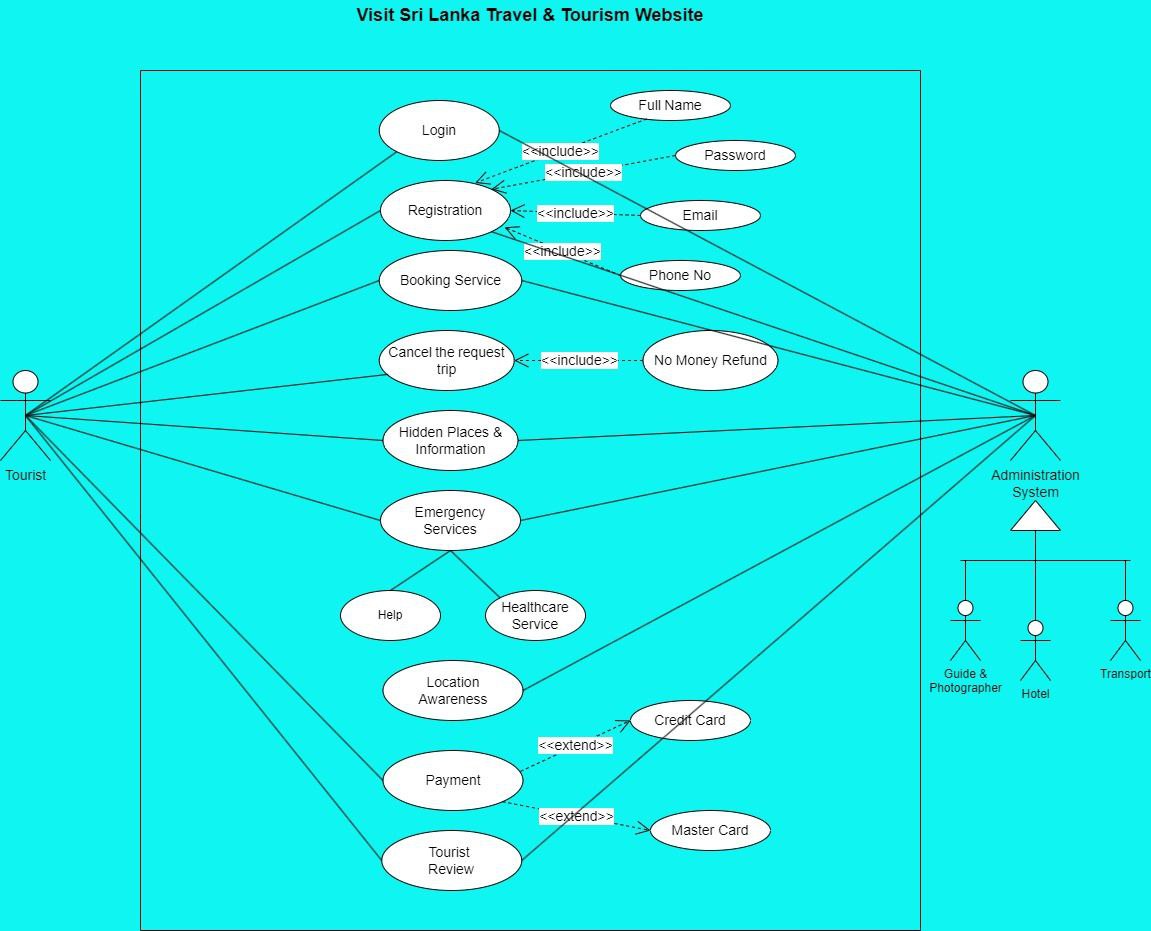 Visit Sri Lanka Travel & Tourism Website
Full Name
Login
<<include>>
Password
<<include>>
Registration
<<include>>
Email
<<include>>
Phone No
Booking Service
Cancel the request
trip
<<include>>
No Money Refund
Hidden Places &
Information
Tourist
Administration
System
Emergency
Services
Help
Healthcare
Service
Guide &
Photographer
Hotel
Transport
Location
Awareness
Credit Card
<<extend>>
Payment
<<extend>>
Master Card
Tourist
Review